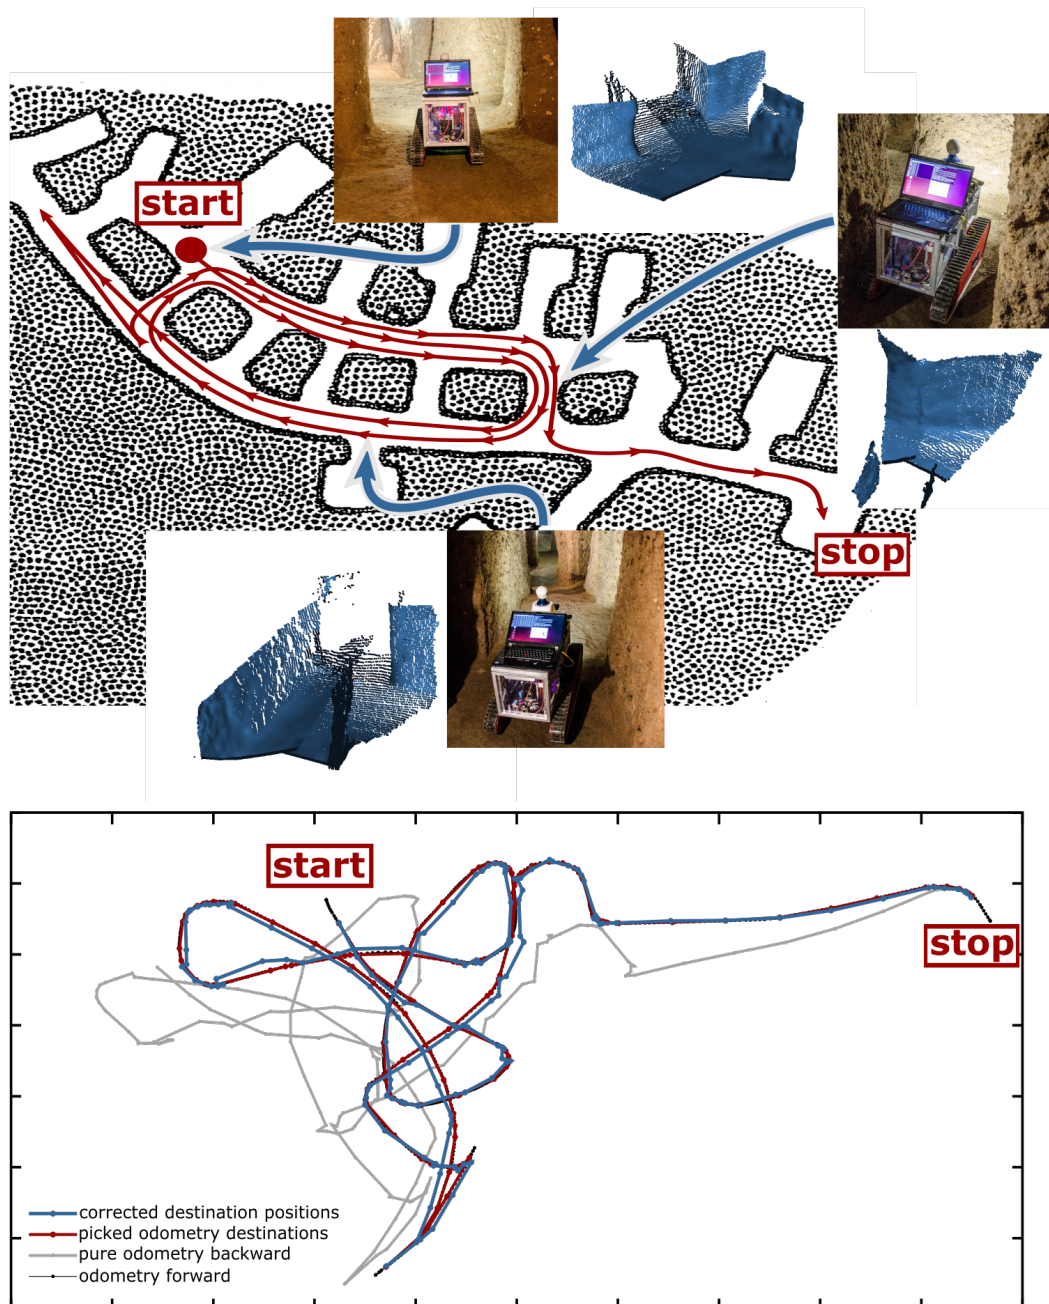 start
stop
start
stop
corrected destination positions
picked odometry destinations
pure odometry backward
odometry forward